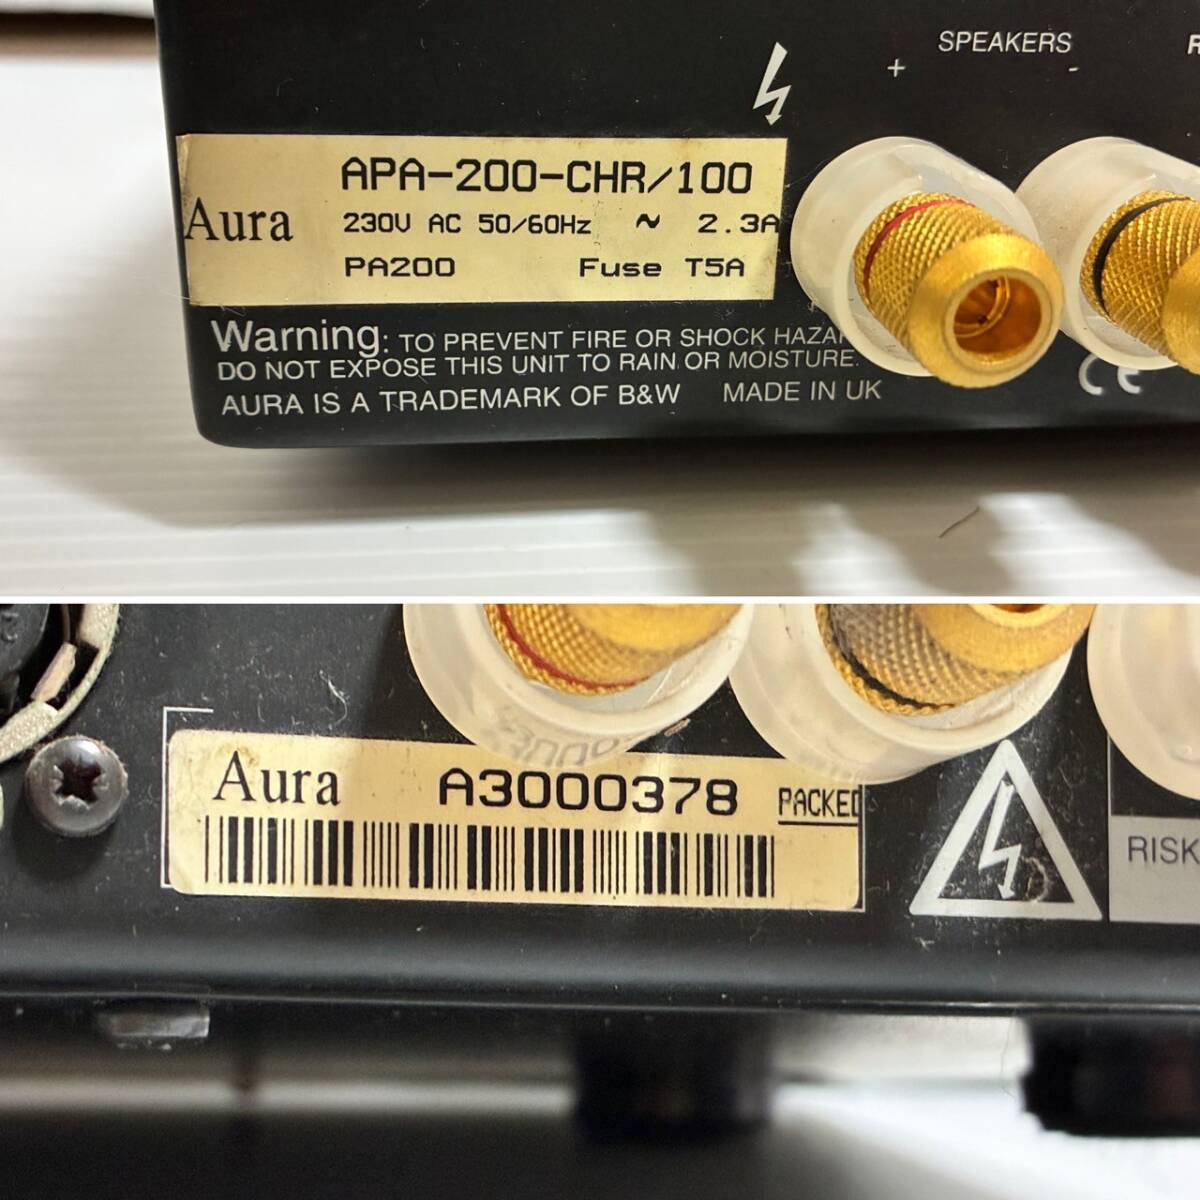 SPEAKERS
+ -
APA-200-CHR/100
Aura
230V AC 50/60Hz ~ 2.3A
PA200 Fuse T5A
Warning: TO PREVENT FIRE OR SHOCK
DO NOT EXPOSE THIS UNIT TO RAIN OR MOISTURE.
AURA IS A TRADEMARK OF B&W MADE IN UK
CE
Aura A3000378 PACKED
RISK